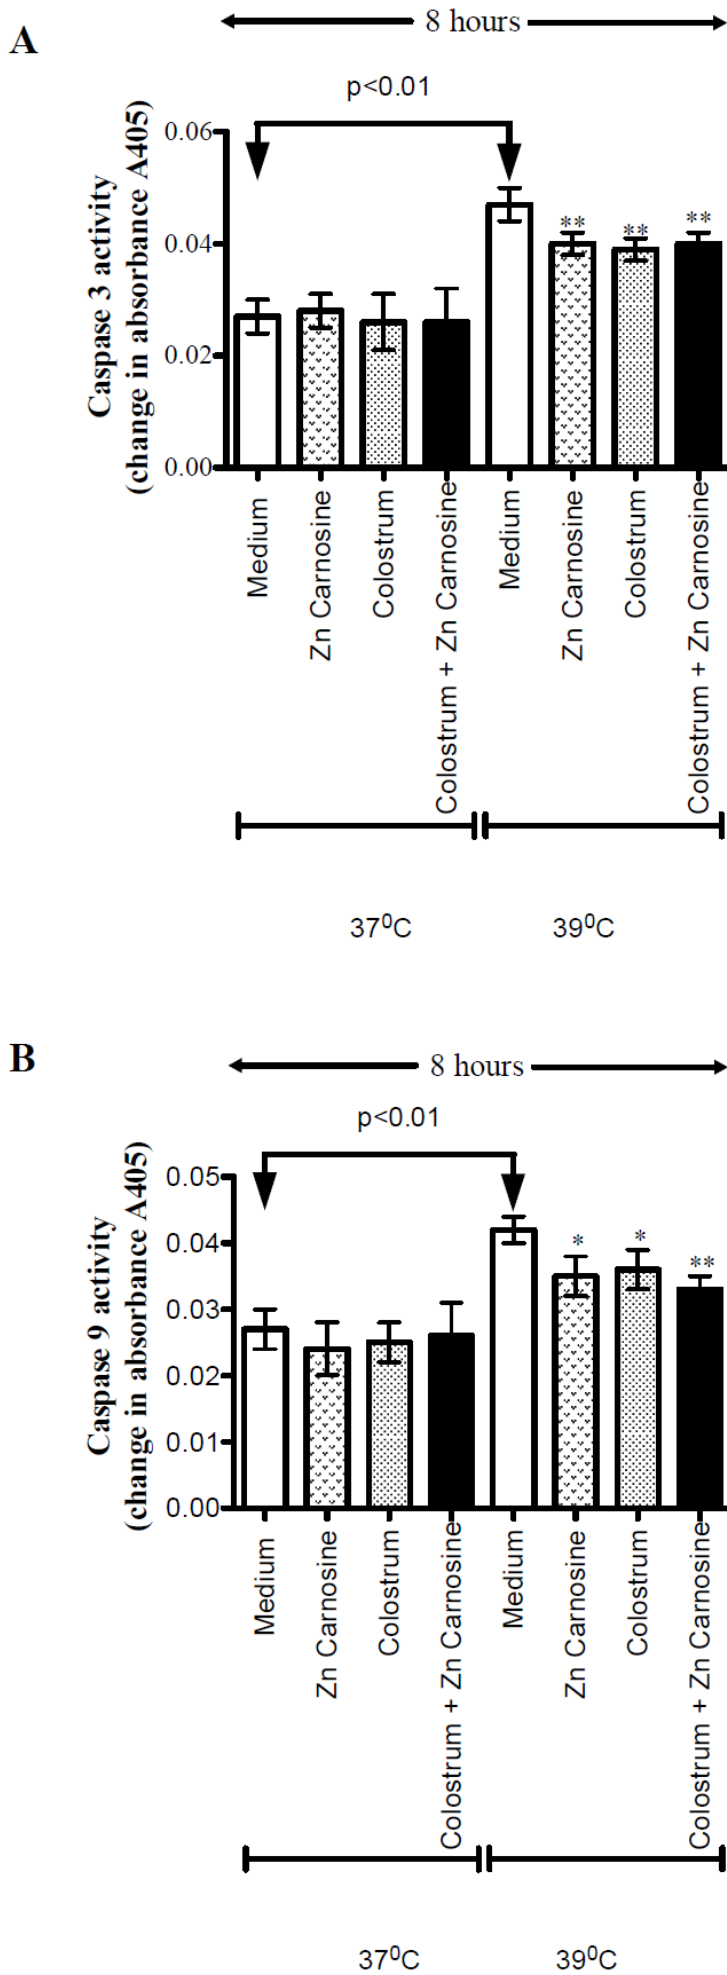 A
8 hours
p<0.01
Caspase 3 activity
(change in absorbance A405)
0.06
0.04
0.02
0.00
**
**
**
Medium
Zn Carnosine
Colostrum
Colostrum + Zn Carnosine
Medium
Zn Carnosine
Colostrum
Colostrum + Zn Carnosine
37⁰C
39⁰C
B
8 hours
p<0.01
Caspase 9 activity
(change in absorbance A405)
0.05
0.04
0.03
0.02
0.01
0.00
*
*
**
Medium
Zn Carnosine
Colostrum
Colostrum + Zn Carnosine
Medium
Zn Carnosine
Colostrum
Colostrum + Zn Carnosine
37⁰C
39⁰C